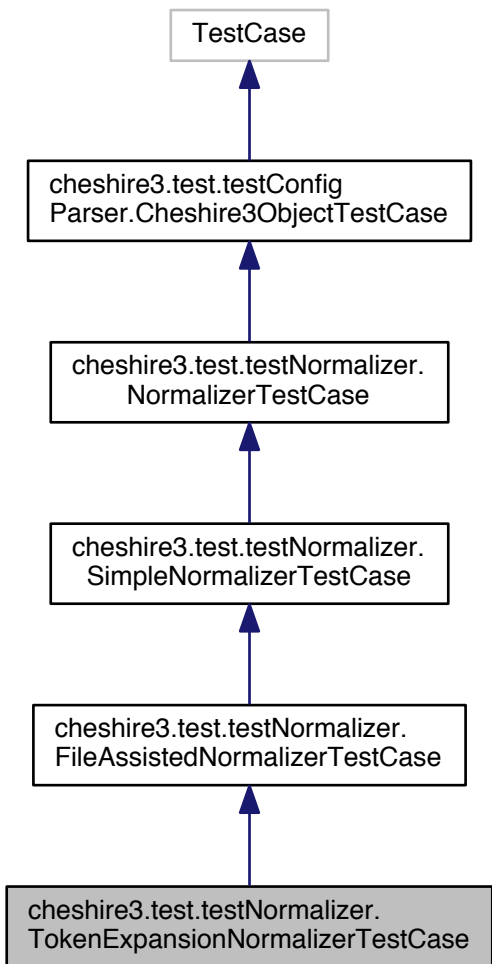 TestCase
cheshire3.test.testConfig
Parser.Cheshire3ObjectTestCase
cheshire3.test.testNormalizer.
NormalizerTestCase
cheshire3.test.testNormalizer.
SimpleNormalizerTestCase
cheshire3.test.testNormalizer.
FileAssistedNormalizerTestCase
cheshire3.test.testNormalizer.
TokenExpansionNormalizerTestCase